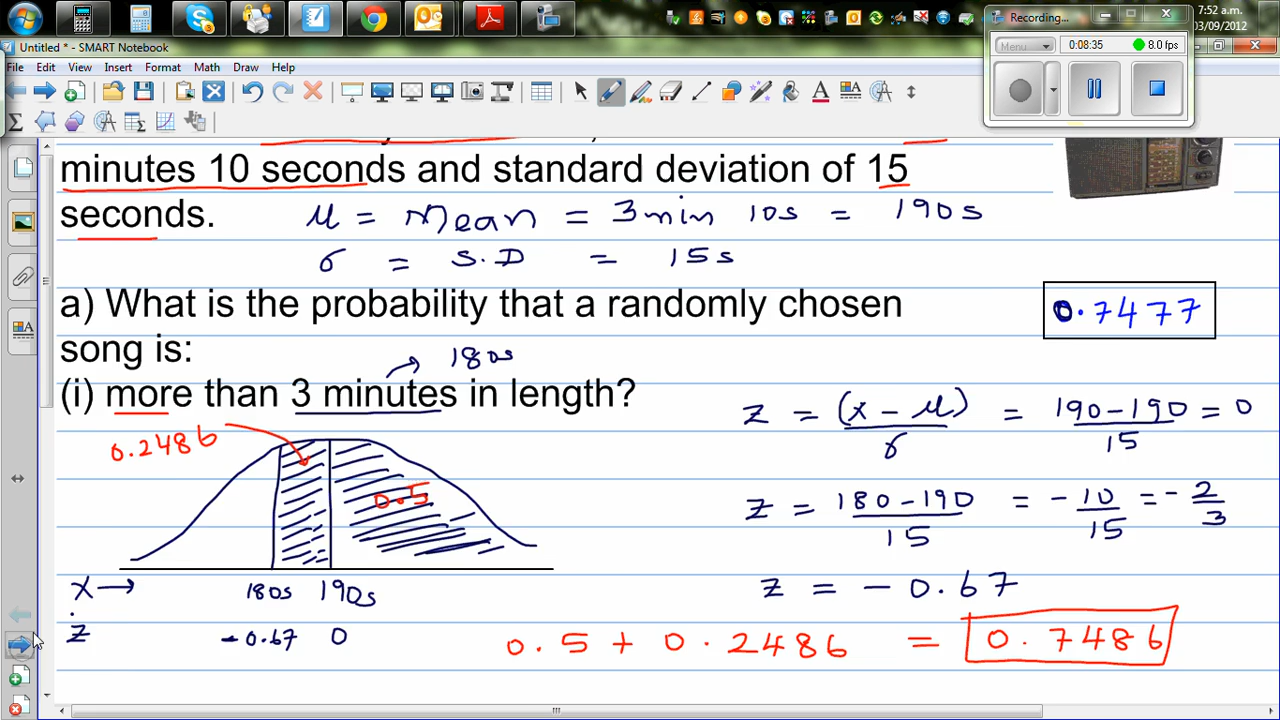 7:52 a.m.
03/09/2012
Recording...
Menu
0:08:35
8.0 fps
Untitled * - SMART Notebook
File Edit View Insert Format Math Draw Help
minutes 10 seconds and standard deviation of 15
seconds.
μ = Mean = 3min 10s = 190s
σ = S.D = 15s
a) What is the probability that a randomly chosen
song is:
0.7477
180s
(i) more than 3 minutes in length?
z = (x - μ) / σ = 190-190 / 15 = 0
0.2486
0.5
z = 180-190 / 15 = -10/15 = -2/3
z = -0.67
X → 180s 190s
z -0.67 0
0.5 + 0.2486 = 0.7486